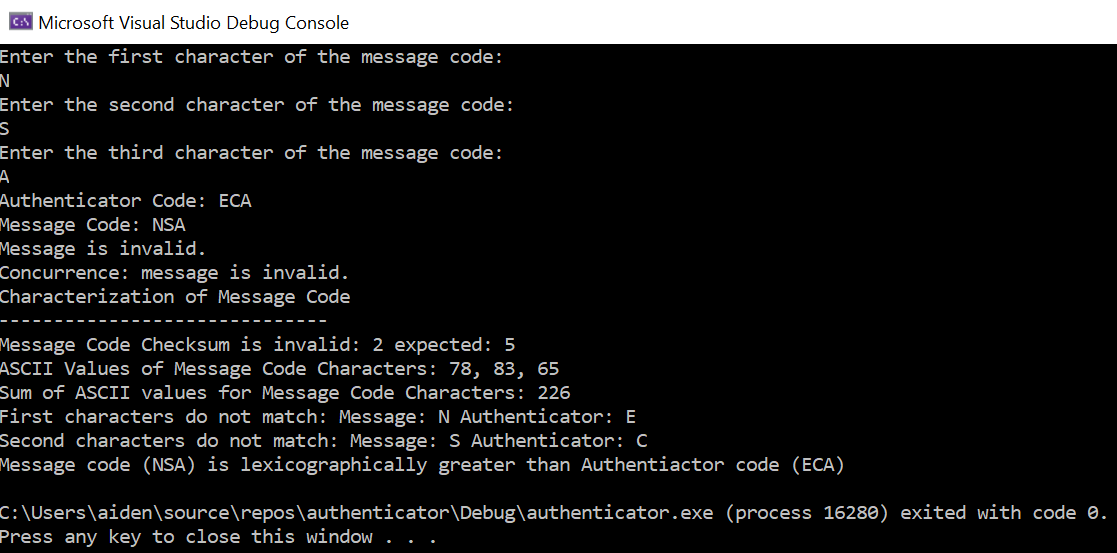 Microsoft Visual Studio Debug Console
Enter the first character of the message code:
N
Enter the second character of the message code:
S
Enter the third character of the message code:
A
Authenticator Code: ECA
Message Code: NSA
Message is invalid.
Concurrence: message is invalid.
Characterization of Message Code
------------------------------
Message Code Checksum is invalid: 2 expected: 5
ASCII Values of Message Code Characters: 78, 83, 65
Sum of ASCII values for Message Code Characters: 226
First characters do not match: Message: N Authenticator: E
Second characters do not match: Message: S Authenticator: C
Message code (NSA) is lexicographically greater than Authentiactor code (ECA)
C:\Users\aiden\source\repos\authenticator\Debug\authenticator.exe (process 16280) exited with code 0.
Press any key to close this window . . .